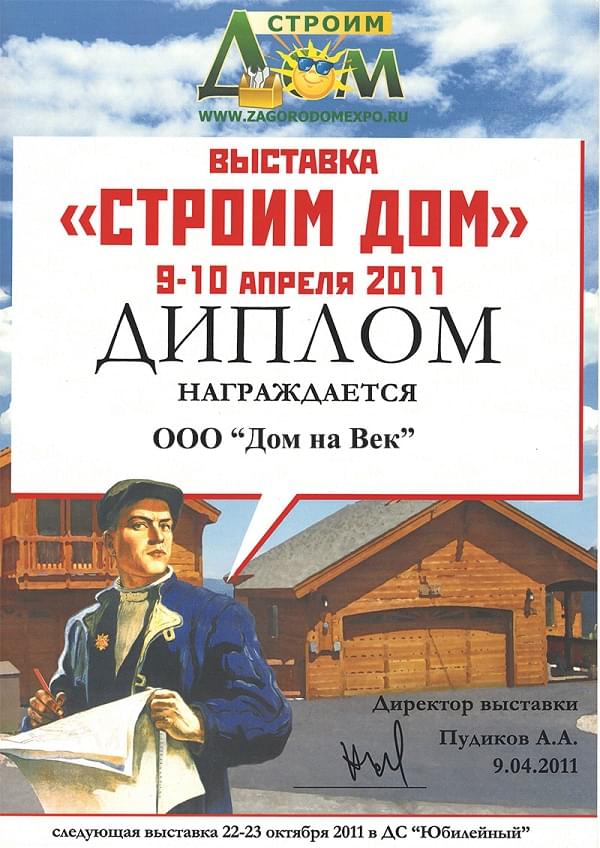 СТРОИМ
ДОМ
WWW.ZAGORODOMEXPO.RU
ВЫСТАВКА
«СТРОИМ ДОМ»
9-10 АПРЕЛЯ 2011
ДИПЛОМ
НАГРАЖДАЕТСЯ
ООО “Дом на Век”
Директор выставки
Пудиков А.А.
9.04.2011
следующая выставка 22-23 октября 2011 в ДС “Юбилейный”